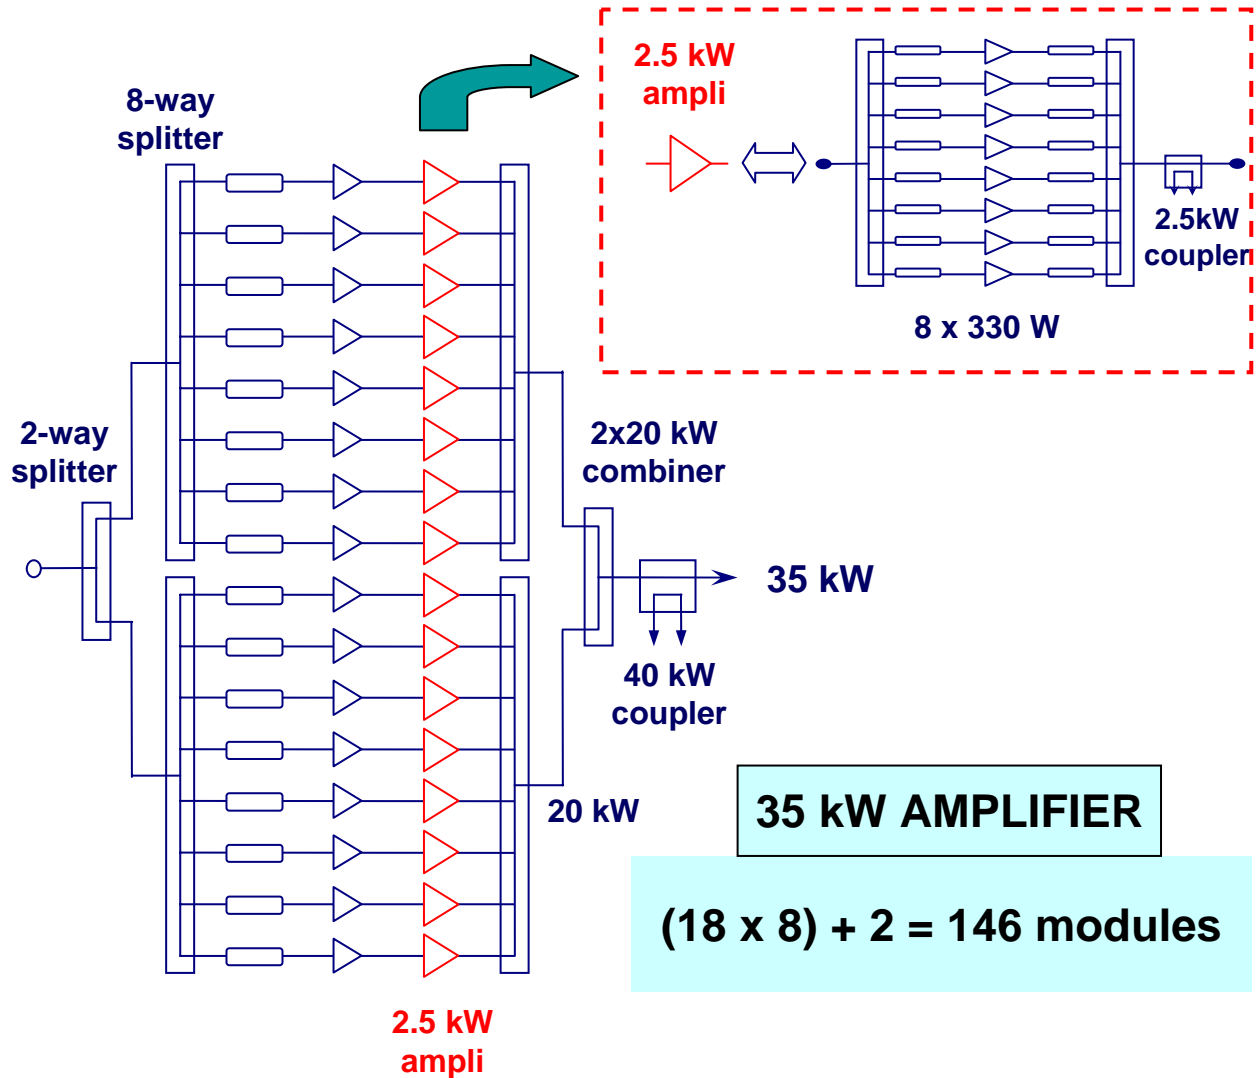 8-way
splitter
2.5 kW
ampli
2.5kW
coupler
8 x 330 W
2-way
splitter
2x20 kW
combiner
35 kW
40 kW
coupler
20 kW
35 kW AMPLIFIER
(18 x 8) + 2 = 146 modules
2.5 kW
ampli